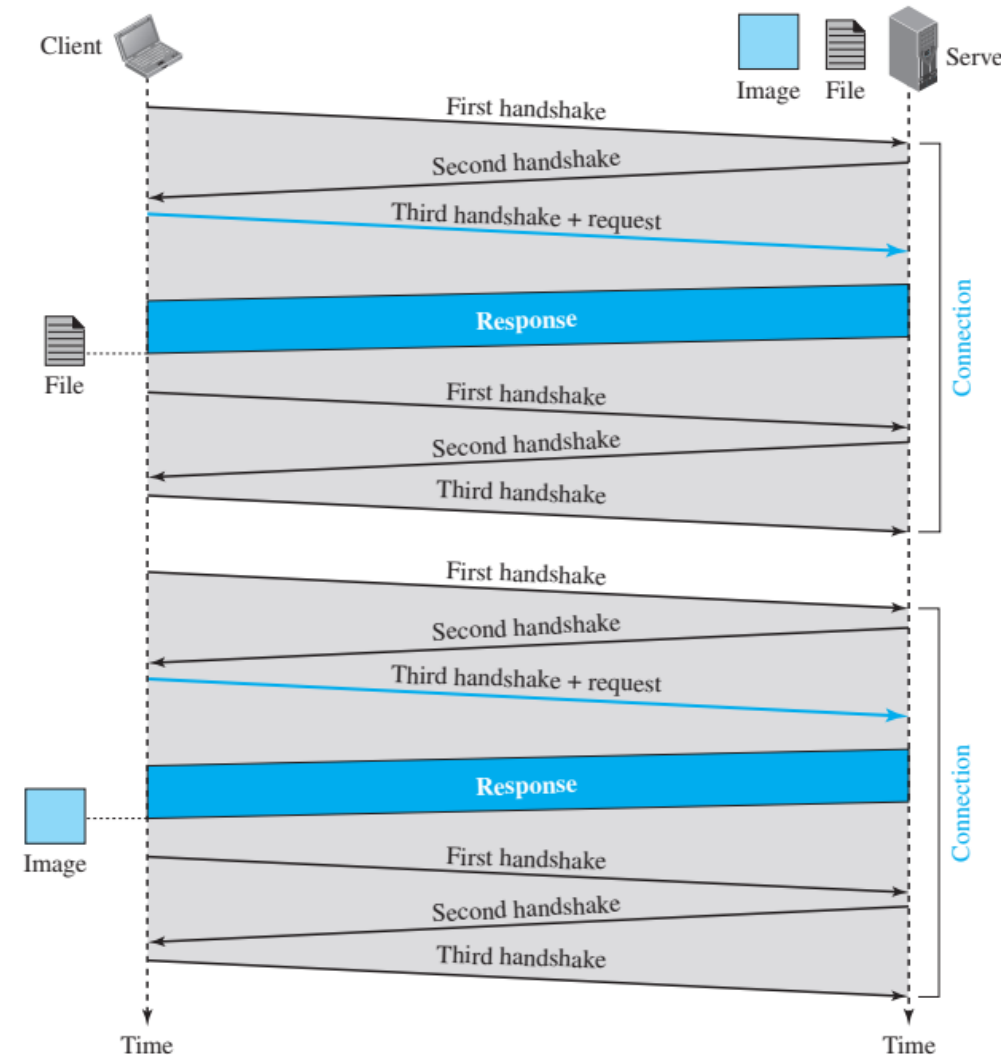 Client
Image
File
Serve
First handshake
Second handshake
Third handshake + request
Response
File
First handshake
Second handshake
Third handshake
Connection
First handshake
Second handshake
Third handshake + request
Response
Image
First handshake
Second handshake
Third handshake
Connection
Time
Time